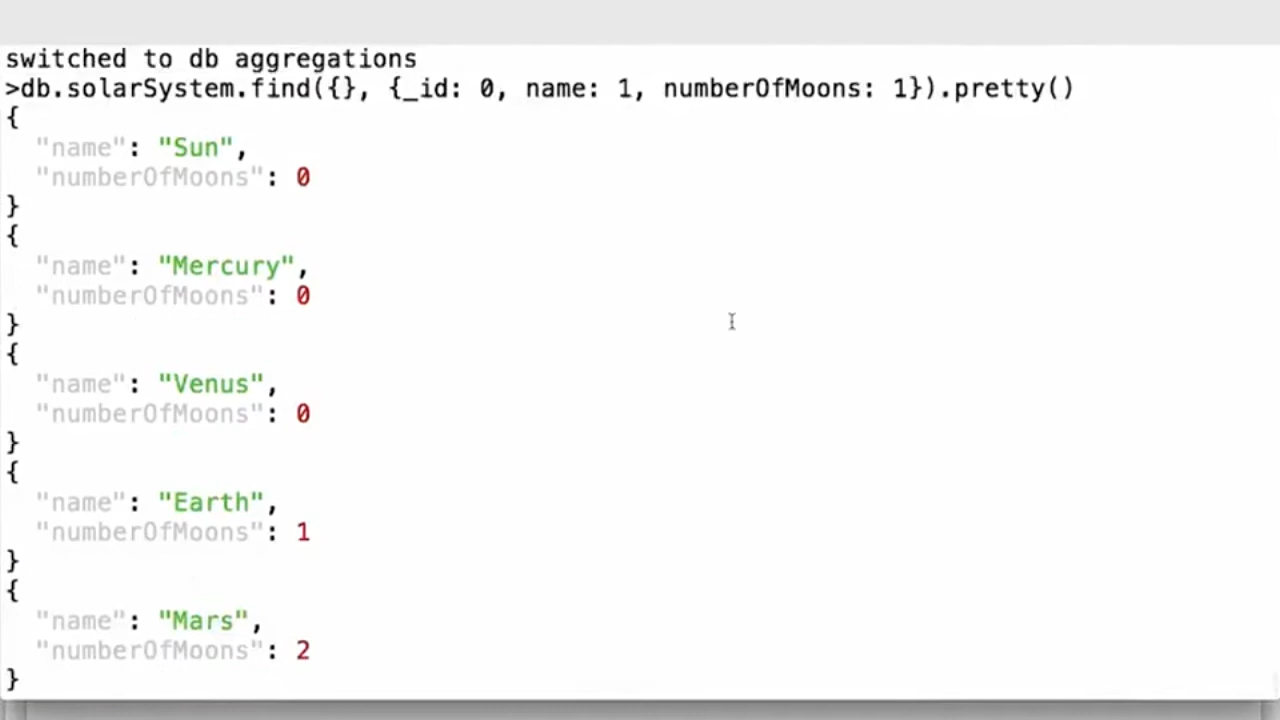 switched to db aggregations
>db.solarSystem.find({}, {_id: 0, name: 1, numberOfMoons: 1}).pretty()
{
"name": "Sun",
"numberOfMoons": 0
}
{
"name": "Mercury",
"numberOfMoons": 0
}
{
"name": "Venus",
"numberOfMoons": 0
}
{
"name": "Earth",
"numberOfMoons": 1
}
{
"name": "Mars",
"numberOfMoons": 2
}